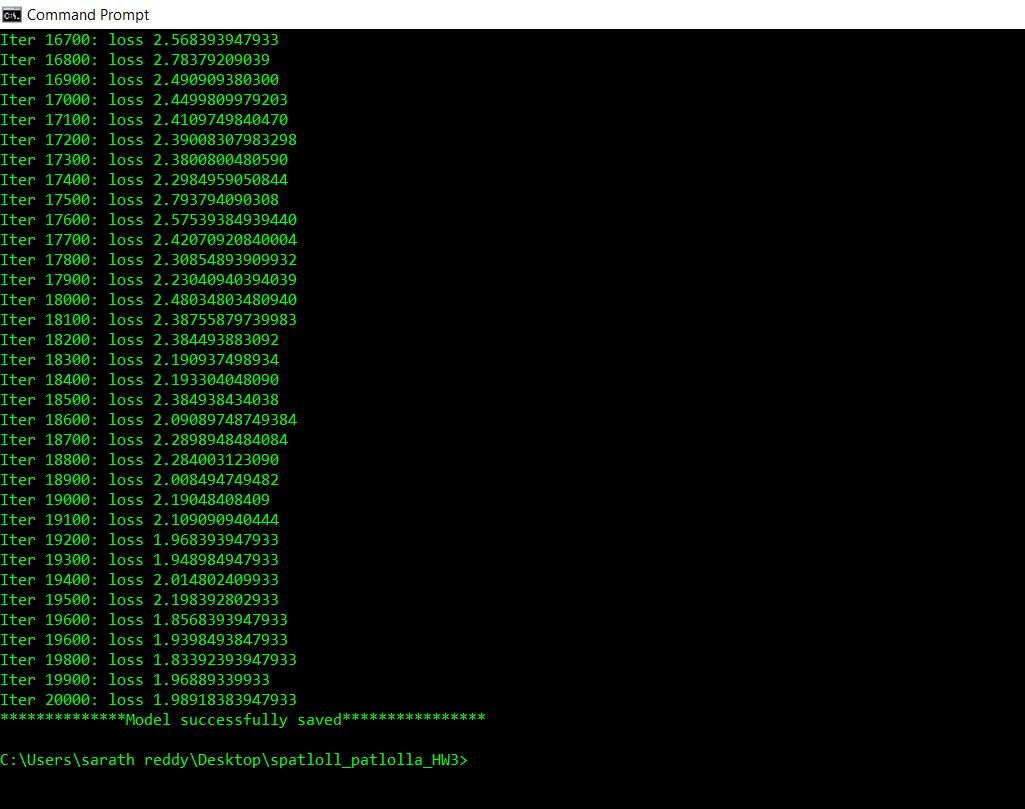 Command Prompt
Iter 16700: loss 2.568393947933
Iter 16800: loss 2.78379209039
Iter 16900: loss 2.490909380300
Iter 17000: loss 2.4499809979203
Iter 17100: loss 2.4109749840470
Iter 17200: loss 2.39008307983298
Iter 17300: loss 2.3800800480590
Iter 17400: loss 2.2984959050844
Iter 17500: loss 2.793794090308
Iter 17600: loss 2.57539384939440
Iter 17700: loss 2.42070920840004
Iter 17800: loss 2.30854893909932
Iter 17900: loss 2.23040940394039
Iter 18000: loss 2.48034803480940
Iter 18100: loss 2.38755879739983
Iter 18200: loss 2.384493883092
Iter 18300: loss 2.190937498934
Iter 18400: loss 2.193304048090
Iter 18500: loss 2.384938434038
Iter 18600: loss 2.09089748749384
Iter 18700: loss 2.2898948484084
Iter 18800: loss 2.284003123090
Iter 18900: loss 2.008494749482
Iter 19000: loss 2.19048408409
Iter 19100: loss 2.109090940444
Iter 19200: loss 1.968393947933
Iter 19300: loss 1.948984947933
Iter 19400: loss 2.014802409933
Iter 19500: loss 2.198392802933
Iter 19600: loss 1.8568393947933
Iter 19600: loss 1.9398493847933
Iter 19800: loss 1.83392393947933
Iter 19900: loss 1.96889339933
Iter 20000: loss 1.98918383947933
**************Model successfully saved****************
C:\Users\sarath reddy\Desktop\spatloll_patlolla_HW3>